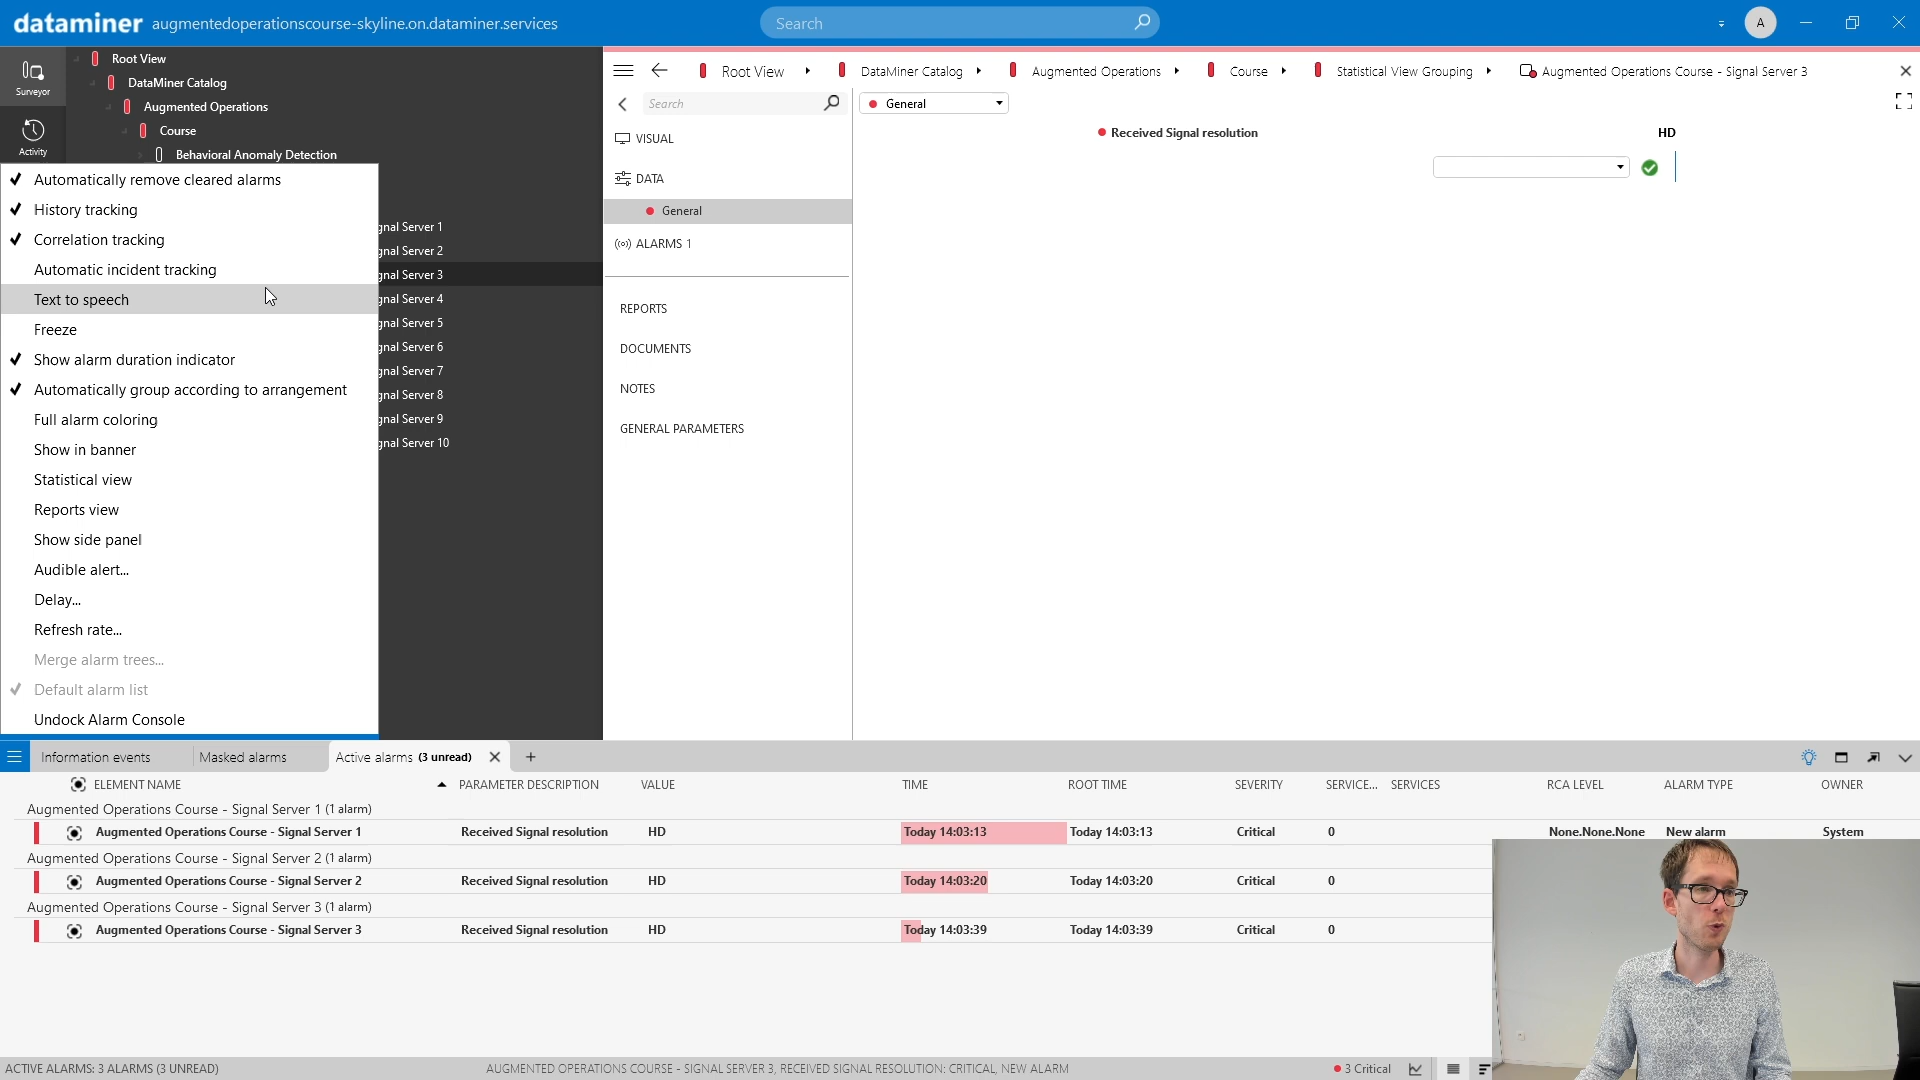 dataminer augmentedoperationscourse-skyline.on.dataminer.services
Search
A
Surveyor
Activity
Root View
DataMiner Catalog
Augmented Operations
Course
Behavioral Anomaly Detection
gnal Server 1
gnal Server 2
gnal Server 3
gnal Server 4
gnal Server 5
gnal Server 6
gnal Server 7
gnal Server 8
gnal Server 9
gnal Server 10
Automatically remove cleared alarms
History tracking
Correlation tracking
Automatic incident tracking
Text to speech
Freeze
Show alarm duration indicator
Automatically group according to arrangement
Full alarm coloring
Show in banner
Statistical view
Reports view
Show side panel
Audible alert...
Delay...
Refresh rate...
Merge alarm trees...
Default alarm list
Undock Alarm Console
Root View DataMiner Catalog Augmented Operations Course Statistical View Grouping Augmented Operations Course - Signal Server 3
Search
VISUAL
DATA
General
ALARMS 1
REPORTS
DOCUMENTS
NOTES
GENERAL PARAMETERS
General
Received Signal resolution HD
Information events Masked alarms Active alarms (3 unread)
ELEMENT NAME PARAMETER DESCRIPTION VALUE TIME ROOT TIME SEVERITY SERVICE... SERVICES RCA LEVEL ALARM TYPE OWNER
Augmented Operations Course - Signal Server 1 (1 alarm)
Augmented Operations Course - Signal Server 1 Received Signal resolution HD Today 14:03:13 Today 14:03:13 Critical 0 None.None.None New alarm System
Augmented Operations Course - Signal Server 2 (1 alarm)
Augmented Operations Course - Signal Server 2 Received Signal resolution HD Today 14:03:20 Today 14:03:20 Critical 0
Augmented Operations Course - Signal Server 3 (1 alarm)
Augmented Operations Course - Signal Server 3 Received Signal resolution HD Today 14:03:39 Today 14:03:39 Critical 0
ACTIVE ALARMS: 3 ALARMS (3 UNREAD) AUGMENTED OPERATIONS COURSE - SIGNAL SERVER 3, RECEIVED SIGNAL RESOLUTION: CRITICAL, NEW ALARM 3 Critical